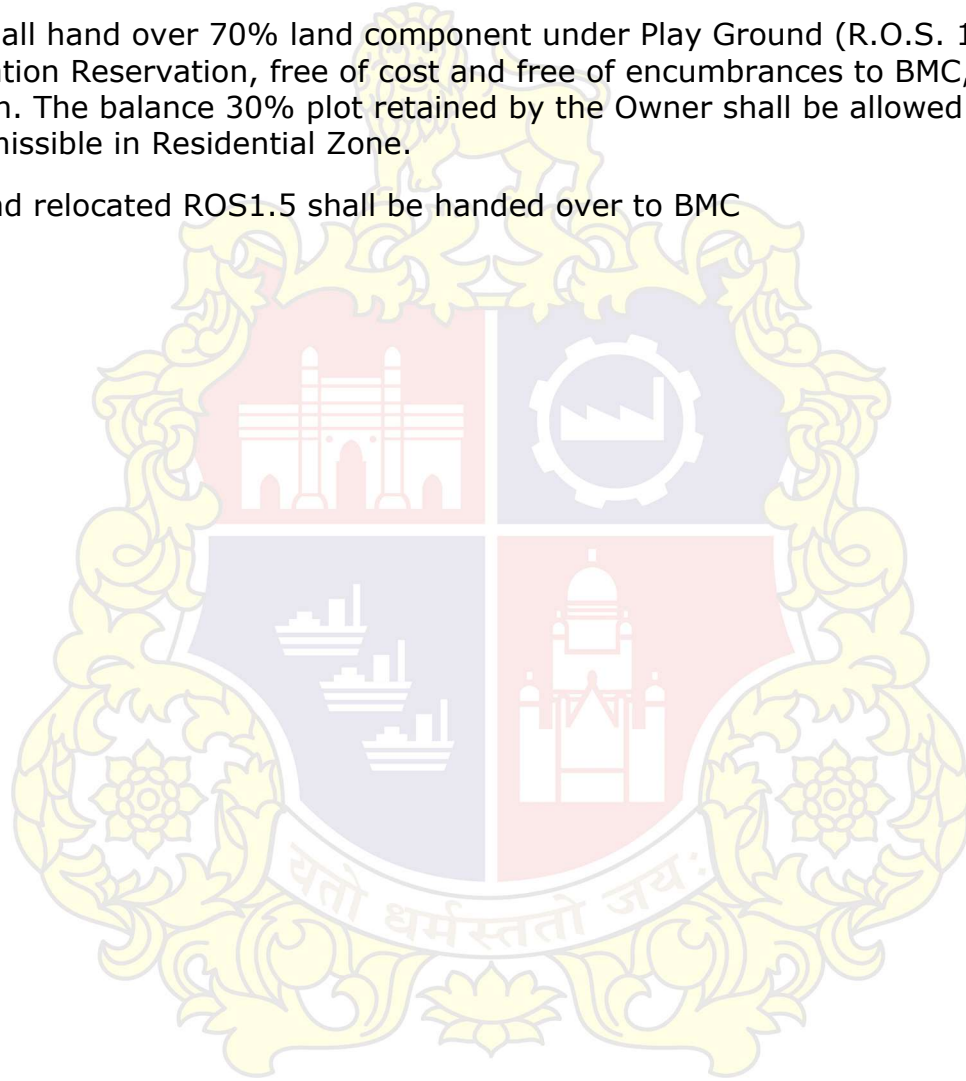 all hand over 70% land component under Play Ground (R.O.S. 1
ation Reservation, free of cost and free of encumbrances to BMC,
n. The balance 30% plot retained by the Owner shall be allowed
missible in Residential Zone.
nd relocated ROS1.5 shall be handed over to BMC
यतो धर्मस्ततो जय: